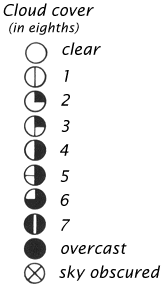 Cloud cover
(in eighths)
clear
1
2
3
4
5
6
7
overcast
sky obscured